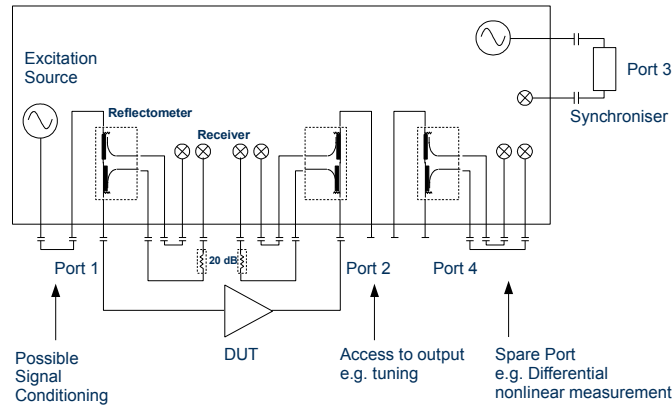 Excitation
Source
Reflectometer
Receiver
Port 3
Synchroniser
Port 1
20 dB
Port 2
Port 4
DUT
Possible
Signal
Conditioning
Access to output
e.g. tuning
Spare Port
e.g. Differential
nonlinear measurement